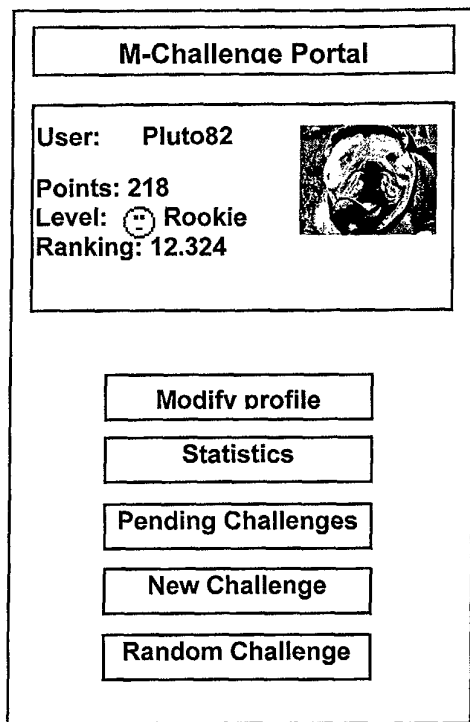 M-Challenge Portal
User: Pluto82
Points: 218
Level: Rookie
Ranking: 12.324
Modify profile
Statistics
Pending Challenges
New Challenge
Random Challenge